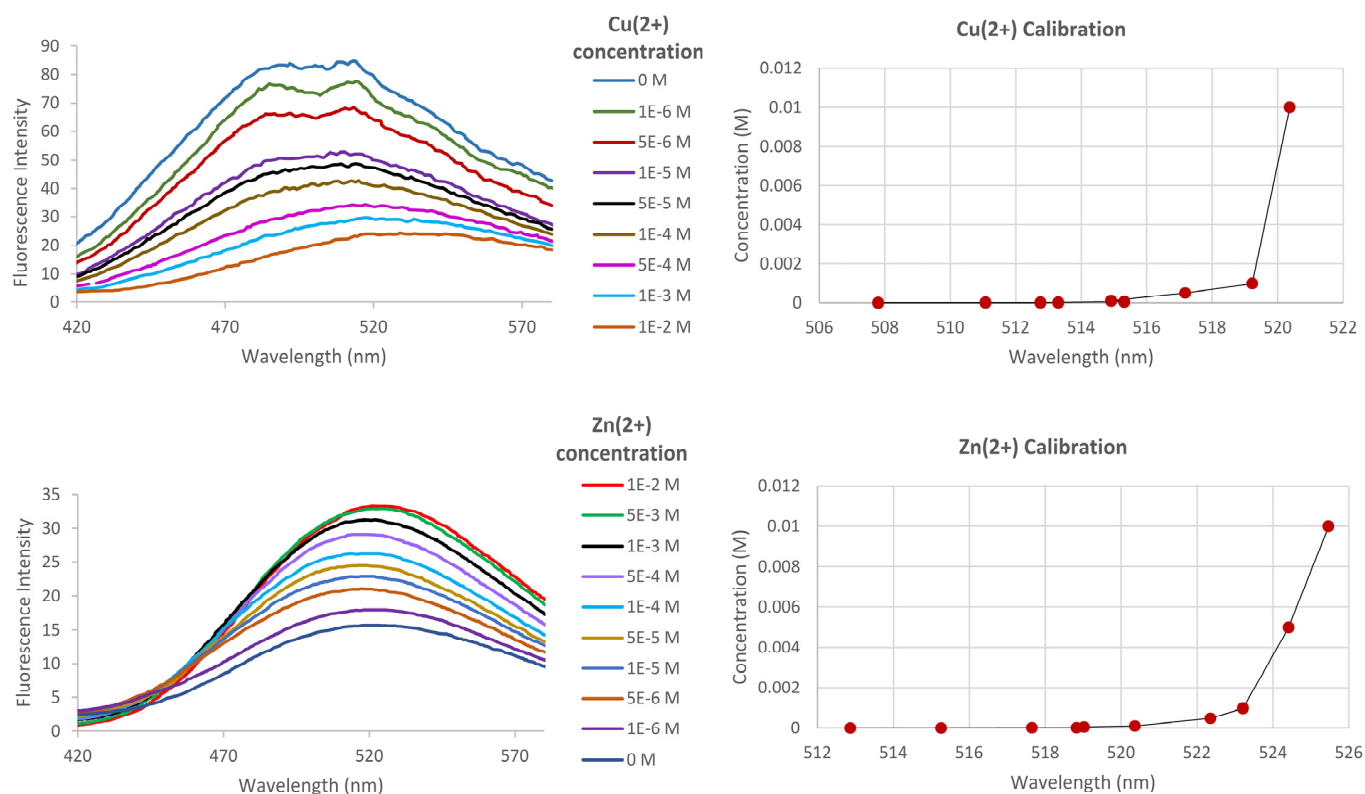 Cu(2+)
concentration
0 M
1E-6 M
5E-6 M
1E-5 M
5E-5 M
1E-4 M
5E-4 M
1E-3 M
1E-2 M
Fluorescence Intensity
90
80
70
60
50
40
30
20
10
0
420
470
520
570
Wavelength (nm)
Cu(2+) Calibration
Concentration (M)
0.012
0.01
0.008
0.006
0.004
0.002
0
506
508
510
512
514
516
518
520
522
Wavelength (nm)
Zn(2+)
concentration
1E-2 M
5E-3 M
1E-3 M
5E-4 M
1E-4 M
5E-5 M
1E-5 M
5E-6 M
1E-6 M
0 M
Fluorescence Intensity
35
30
25
20
15
10
5
0
420
470
520
570
Wavelength (nm)
Zn(2+) Calibration
Concentration (M)
0.012
0.01
0.008
0.006
0.004
0.002
0
512
514
516
518
520
522
524
526
Wavelength (nm)